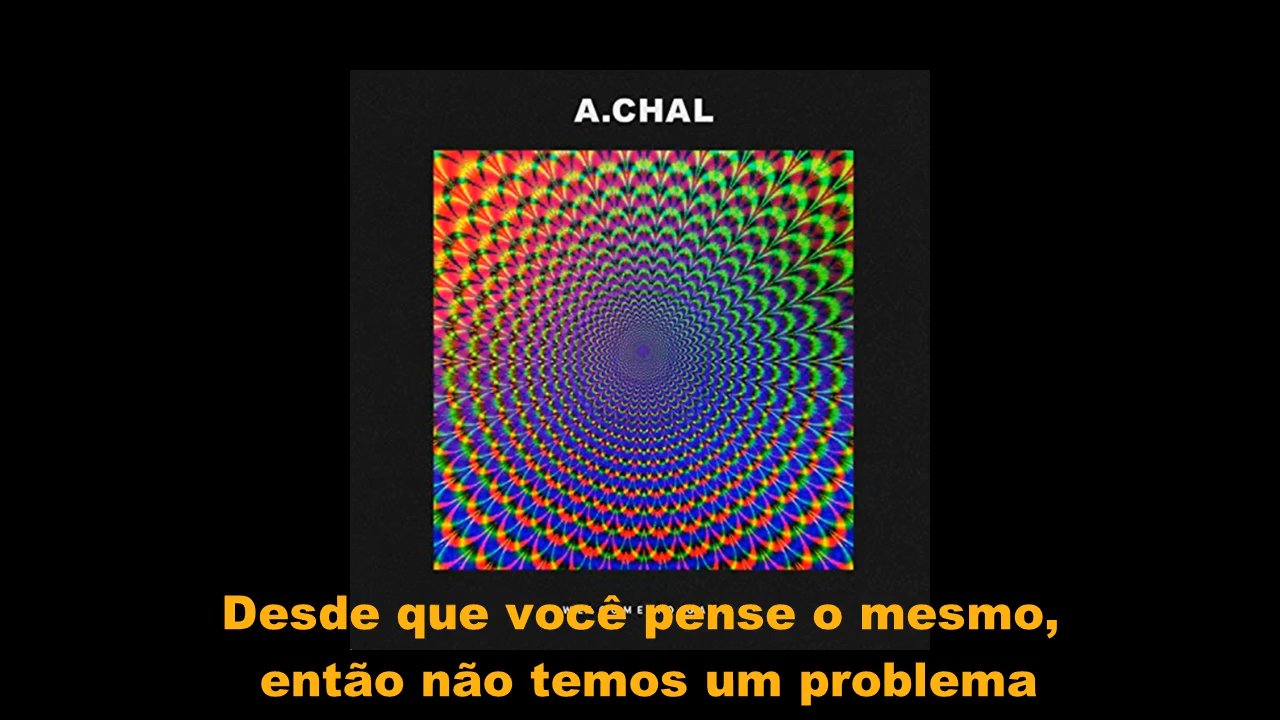 A.CHAL
Desde que você pense o mesmo,
então não temos um problema